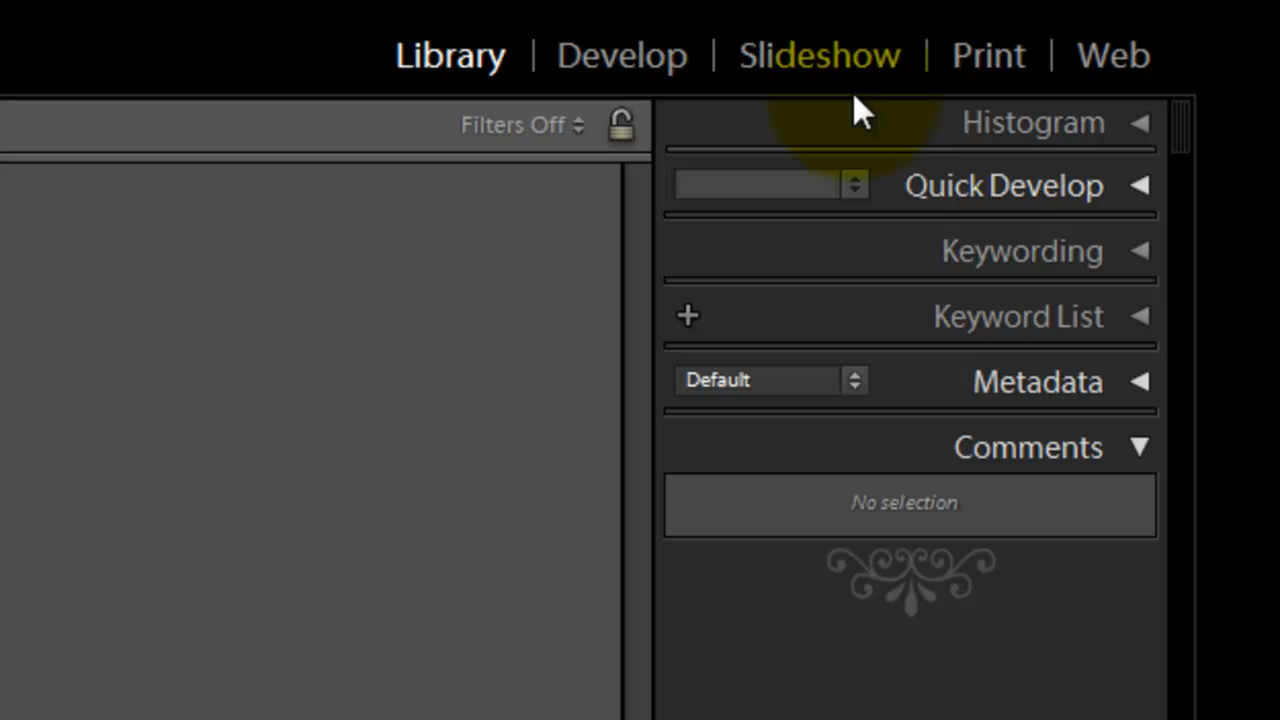 Library | Develop | Slideshow | Print | Web
Filters Off
Histogram
Quick Develop
Keywording
+ Keyword List
Default Metadata
Comments
No selection